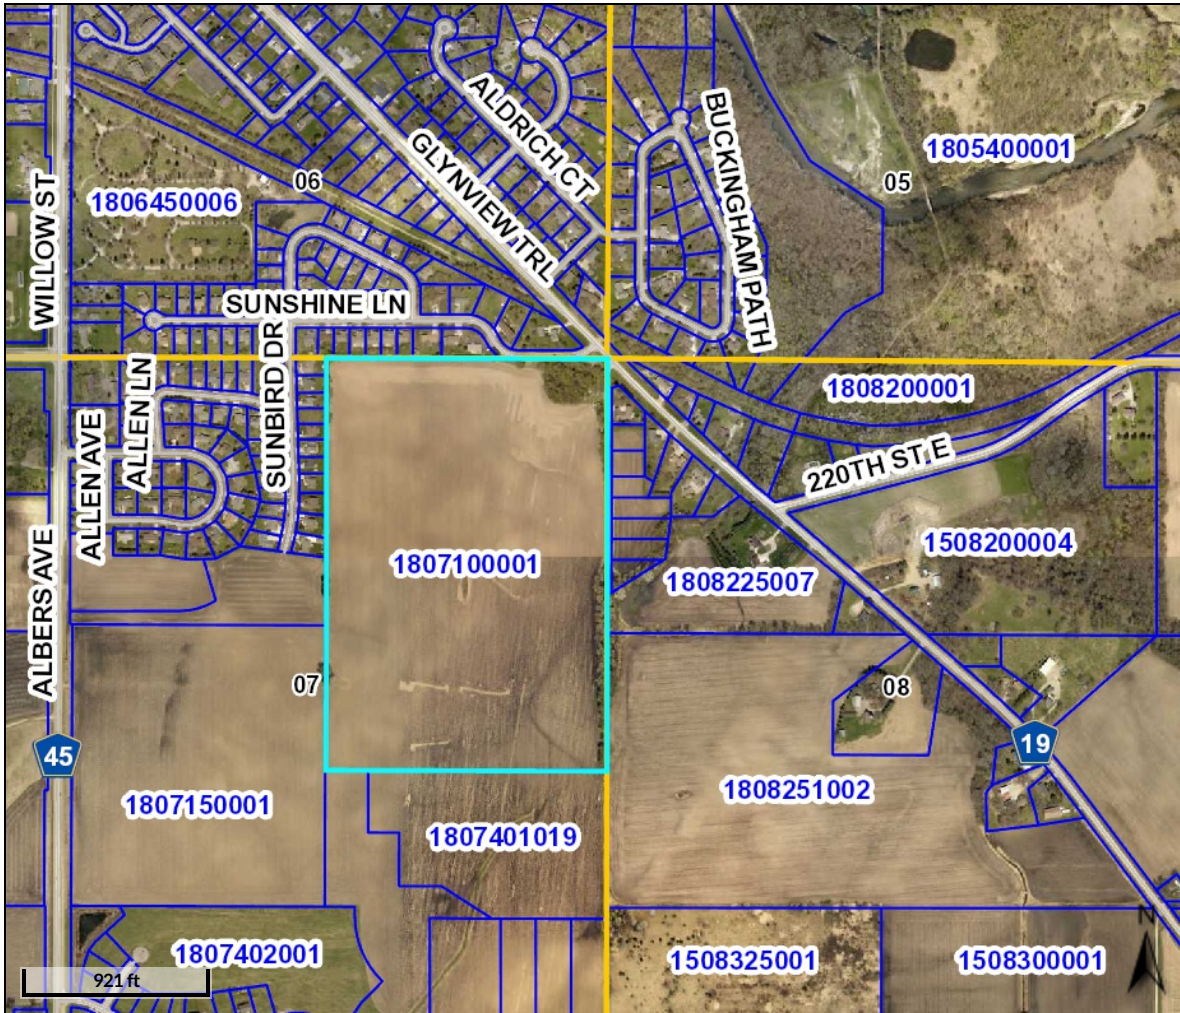 ALDRICH CT
BUCKINGHAM PATH
GLYNVIEW TRL
1805400001
06
05
WILLOW ST
1806450006
SUNSHINE LN
SUNBIRD DR
ALLEN LN
1808200001
ALLEN AVE
220TH ST E
1807100001
1508200004
1808225007
ALBERS AVE
07
08
45
19
1807150001
1808251002
1807401019
N
1807402001
1508325001
1508300001
921 ft